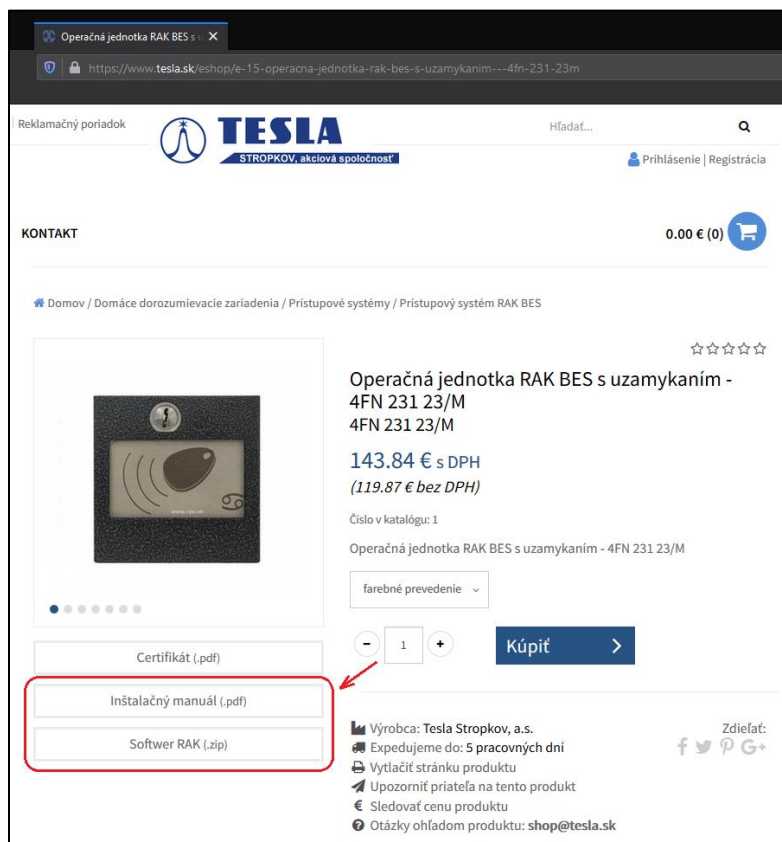 Operačná jednotka RAK BES s
https://www.tesla.sk/eshop/e-15-operacna-jednotka-rak-bes-s-uzamykanim---4fn-231-23m
Reklamačný poriadok
TESLA
STROPKOV, akciová spoločnosť
Hľadať...
Prihlásenie | Registrácia
KONTAKT
0.00 € (0)
Domov / Domáce dorozumievacie zariadenia / Prístupové systémy / Prístupový systém RAK BES
Operačná jednotka RAK BES s uzamykaním -
4FN 231 23/M
4FN 231 23/M
143.84 € s DPH
(119.87 € bez DPH)
Číslo v katalógu: 1
Operačná jednotka RAK BES s uzamykaním - 4FN 231 23/M
farebné prevedenie
- 1 +
Kúpiť
Certifikát (.pdf)
Inštalačný manuál (.pdf)
Softwer RAK (.zip)
Výrobca: Tesla Stropkov, a.s.
Expedujeme do: 5 pracovných dní
Vytlačiť stránku produktu
Upozorniť priateľa na tento produkt
€ Sledovať cenu produktu
Otázky ohľadom produktu: shop@tesla.sk
Zdieľať: